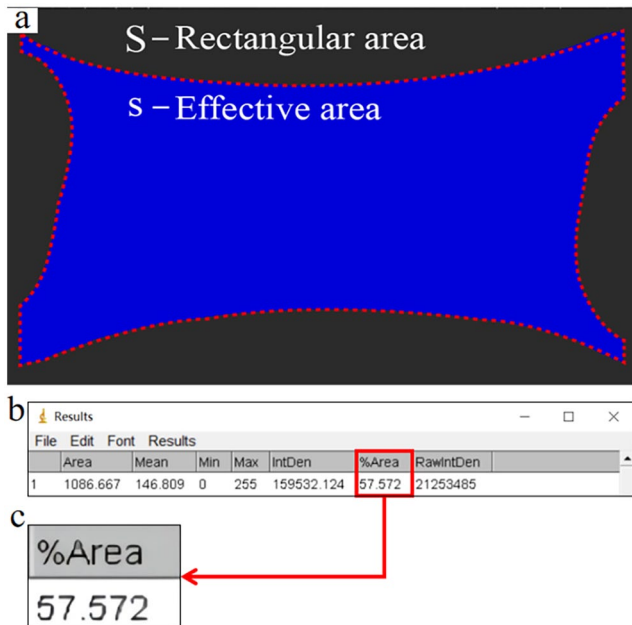 a
S – Rectangular area
s – Effective area
b
Results
File Edit Font Results
Area Mean Min Max IntDen %Area RawIntDen
1 1086.667 146.809 0 255 159532.124 57.572 21253485
c
%Area
57.572